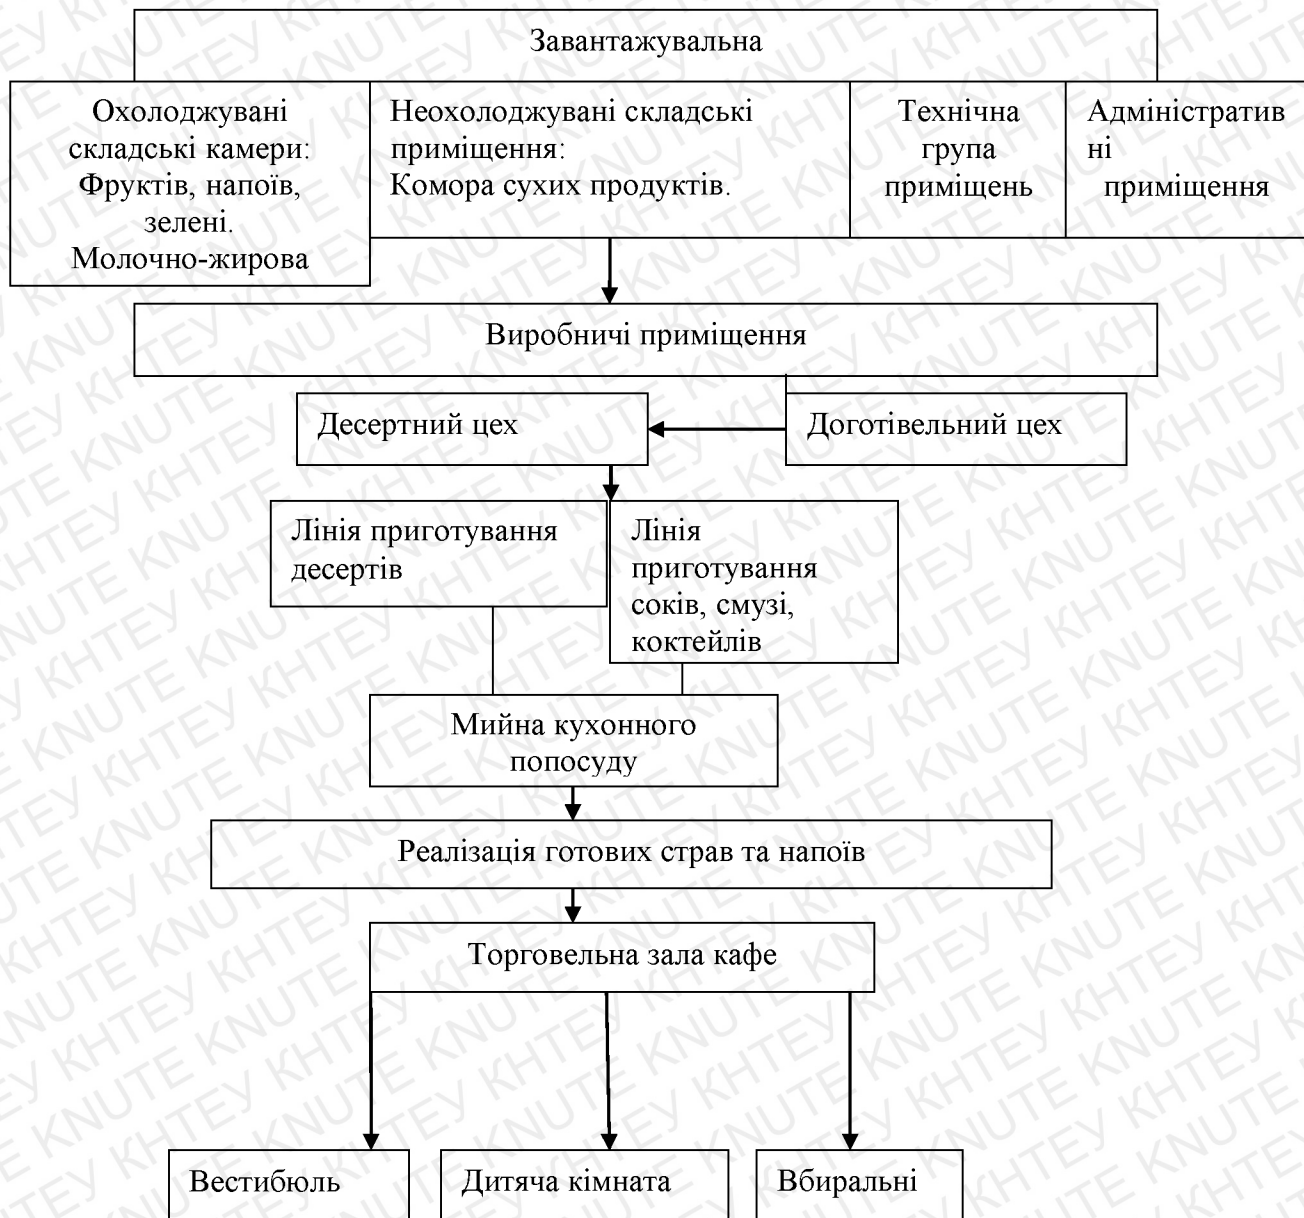 Завантажувальна
Охолоджувані
складські камери:
Фруктів, напоїв,
зелені.
Молочно-жирова
Неохолоджувані складські
приміщення:
Комора сухих продуктів.
Технічна
група
приміщень
Адміністратив
ні
приміщення
Виробничі приміщення
Десертний цех
Доготівельний цех
Лінія приготування
десертів
Лінія
приготування
соків, смузі,
коктейлів
Мийна кухонного
попосуду
Реалізація готових страв та напоїв
Торговельна зала кафе
Вестибюль
Дитяча кімната
Вбиральні